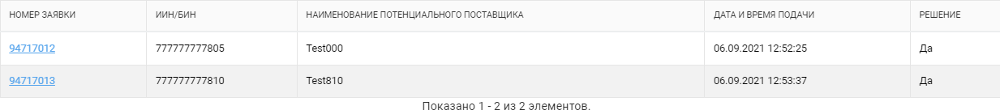 НОМЕР ЗАЯВКИ ИИН/БИН НАИМЕНОВАНИЕ ПОТЕНЦИАЛЬНОГО ПОСТАВЩИКА ДАТА И ВРЕМЯ ПОДАЧИ РЕШЕНИЕ
94717012 777777777805 Test000 06.09.2021 12:52:25 Да
94717013 777777777810 Test810 06.09.2021 12:53:37 Да
Показано 1 - 2 из 2 элементов.